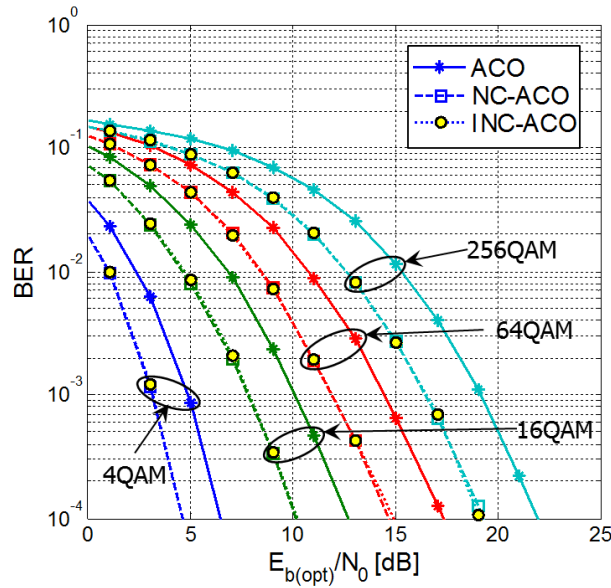 10^0
10^-1
10^-2
10^-3
10^-4
BER
ACO
NC-ACO
INC-ACO
256QAM
64QAM
16QAM
4QAM
0 5 10 15 20 25
E_b(opt)/N_0 [dB]